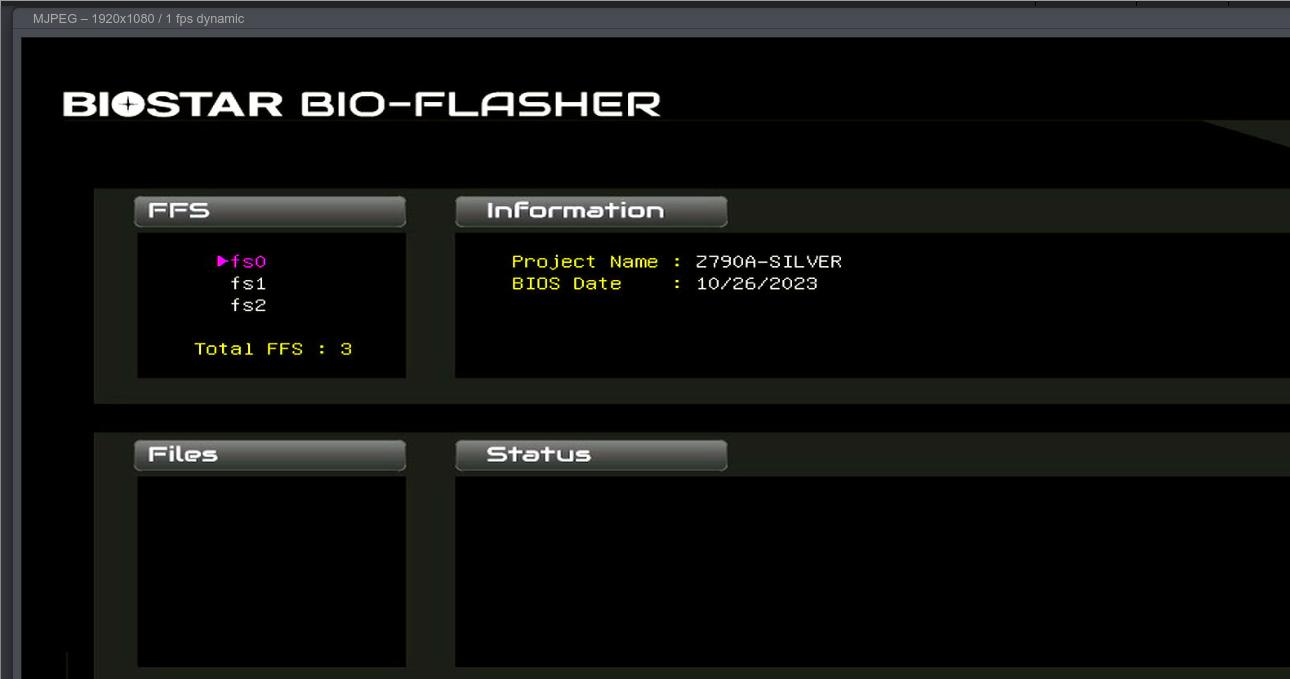 MJPEG – 1920x1080 / 1 fps dynamic
BIOSTAR BIO-FLASHER
FFS
Information
▶fs0
fs1
fs2
Total FFS : 3
Project Name : Z790A-SILVER
BIOS Date : 10/26/2023
Files
Status